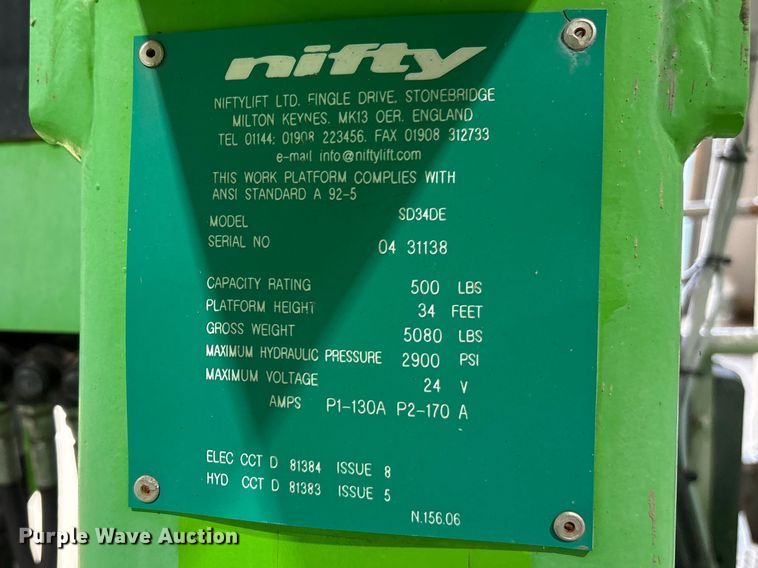 nifty
NIFTYLIFT LTD. FINGLE DRIVE, STONEBRIDGE
MILTON KEYNES. MK13 OER. ENGLAND
TEL 01144: 01908 223456. FAX 01908 312733
e-mail info@niftylift.com
THIS WORK PLATFORM COMPLIES WITH
ANSI STANDARD A 92-5
MODEL SD34DE
SERIAL NO 04 31138
CAPACITY RATING 500 LBS
PLATFORM HEIGHT 34 FEET
GROSS WEIGHT 5080 LBS
MAXIMUM HYDRAULIC PRESSURE 2900 PSI
MAXIMUM VOLTAGE 24 V
AMPS P1-130A P2-170 A
ELEC CCT D 81384 ISSUE 8
HYD CCT D 81383 ISSUE 5
N.156.06
Purple Wave Auction